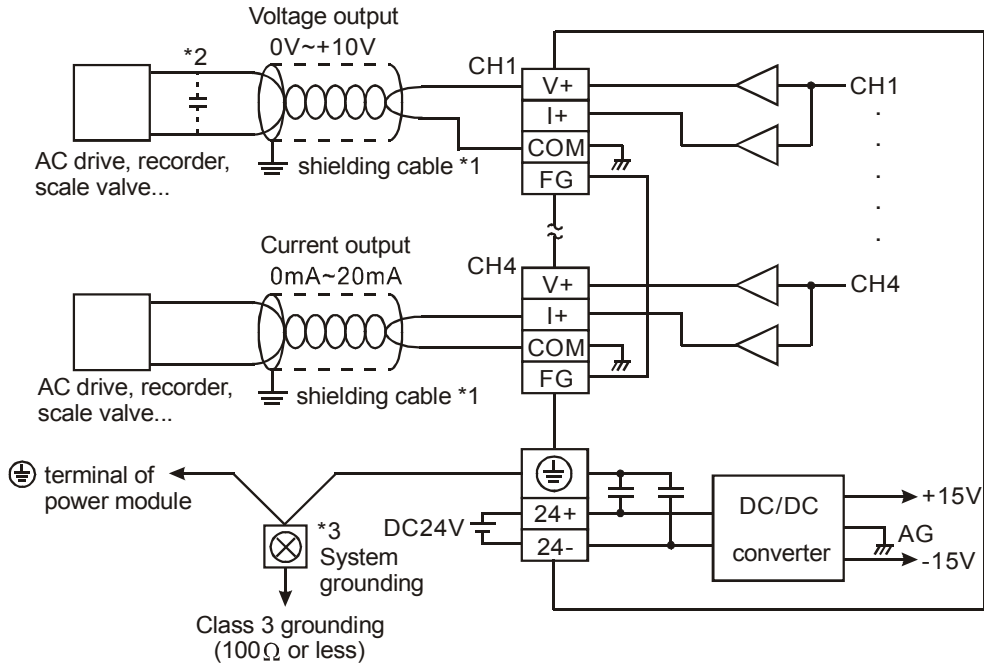 Voltage output
0V~+10V
*2
CH1
V+
I+
COM
FG
CH1
AC drive, recorder,
scale valve...
shielding cable *1
Current output
0mA~20mA
CH4
V+
I+
COM
FG
CH4
AC drive, recorder,
scale valve...
shielding cable *1
terminal of
power module
*3
System
grounding
Class 3 grounding
(100Ω or less)
DC24V
24+
24-
DC/DC
converter
+15V
AG
-15V